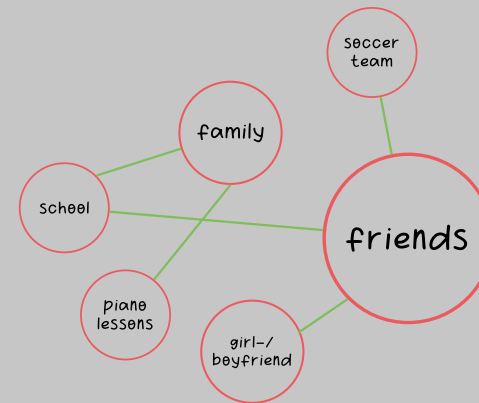 soccer
team
family
school
friends
piano
lessons
girl-/
boyfriend